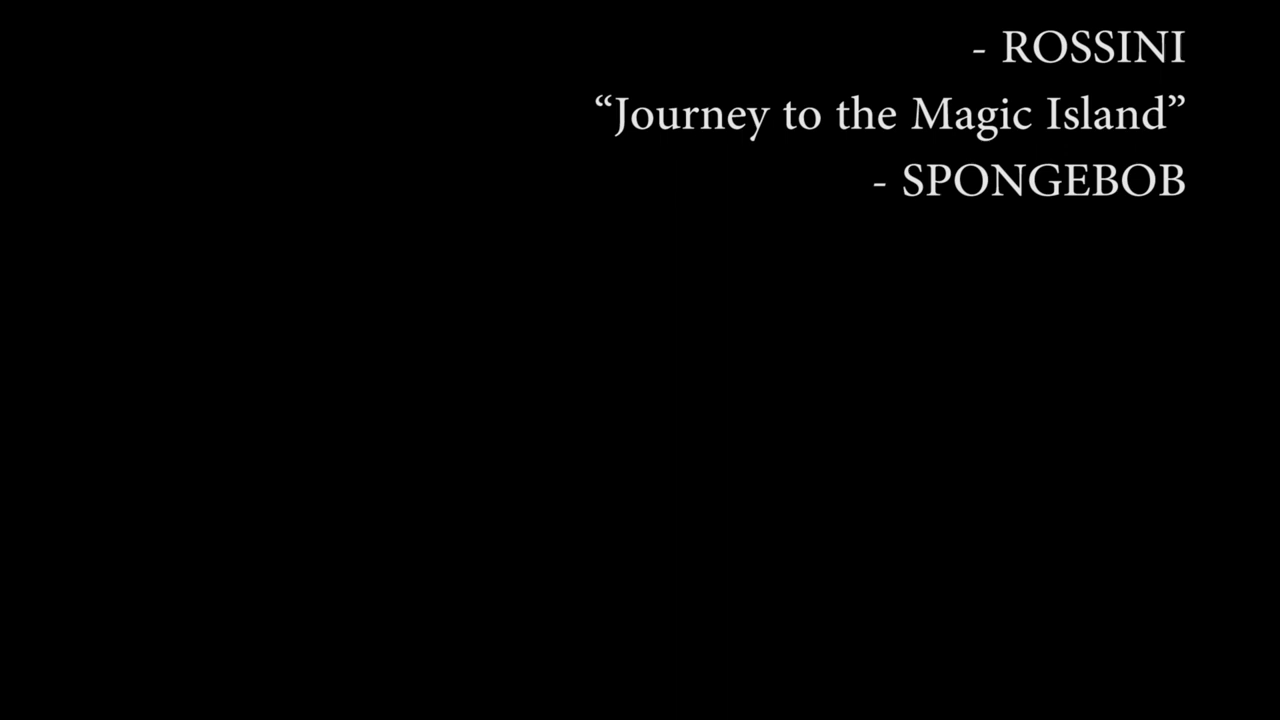 - ROSSINI
“Journey to the Magic Island”
- SPONGEBOB